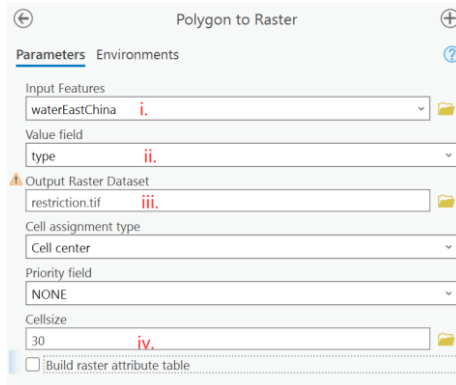 Polygon to Raster
Parameters Environments
Input Features
waterEastChina i.
Value field
type ii.
Output Raster Dataset
restriction.tif iii.
Cell assignment type
Cell center
Priority field
NONE
Cellsize
30 iv.
Build raster attribute table